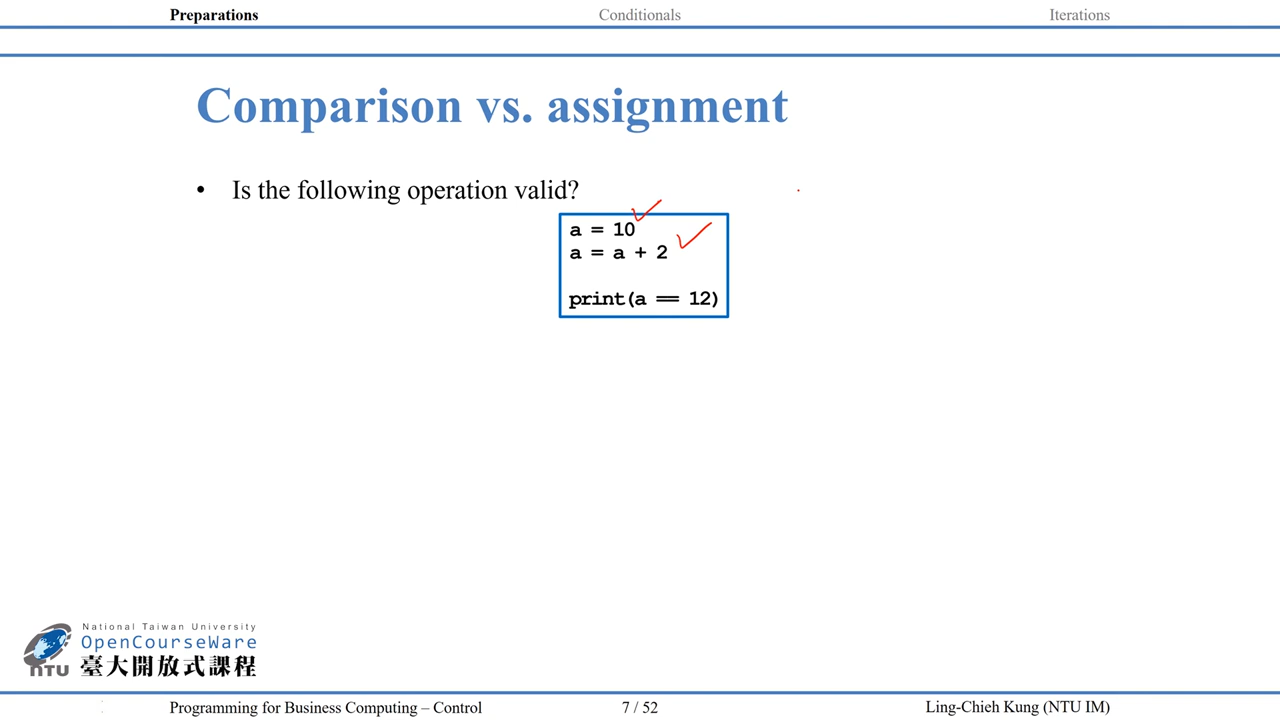 Preparations Conditionals Iterations
Comparison vs. assignment
• Is the following operation valid?
a = 10
a = a + 2
print(a == 12)
National Taiwan University
OpenCourseWare
NTU 臺大開放式課程
Programming for Business Computing – Control 7 / 52 Ling-Chieh Kung (NTU IM)